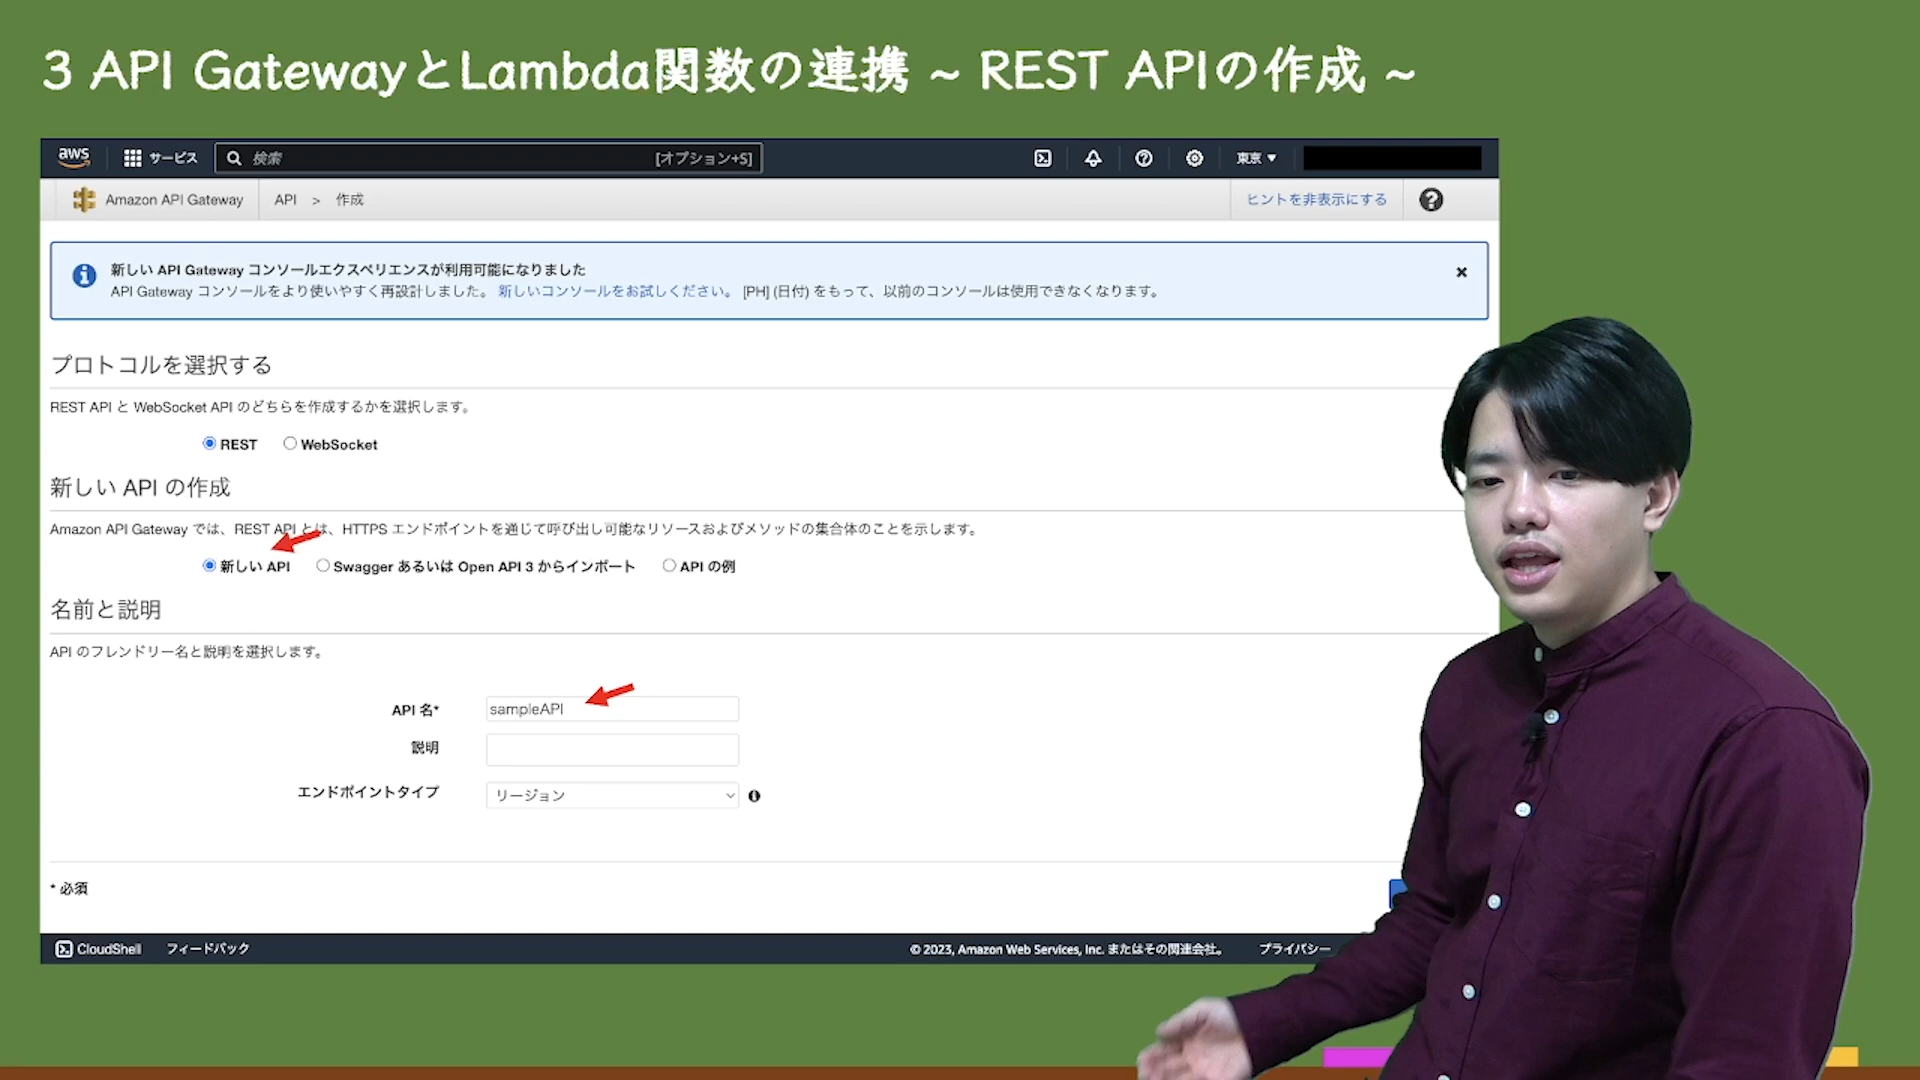 3 API GatewayとLambda関数の連携 ~ REST APIの作成 ~
aws サービス 検索 [オプション+S] 東京 ▼
Amazon API Gateway API > 作成 ヒントを非表示にする
新しい API Gateway コンソールエクスペリエンスが利用可能になりました
API Gateway コンソールをより使いやすく再設計しました。 新しいコンソールをお試しください。 [PH] (日付) をもって、以前のコンソールは使用できなくなります。
プロトコルを選択する
REST API と WebSocket API のどちらを作成するかを選択します。
REST WebSocket
新しい API の作成
Amazon API Gateway では、REST API とは、HTTPS エンドポイントを通じて呼び出し可能なリソースおよびメソッドの集合体のことを示します。
新しい API Swagger あるいは Open API 3 からインポート API の例
名前と説明
API のフレンドリー名と説明を選択します。
API 名* sampleAPI
説明
エンドポイントタイプ リージョン
* 必須
CloudShell フィードバック © 2023, Amazon Web Services, Inc. またはその関連会社。 プライバシー